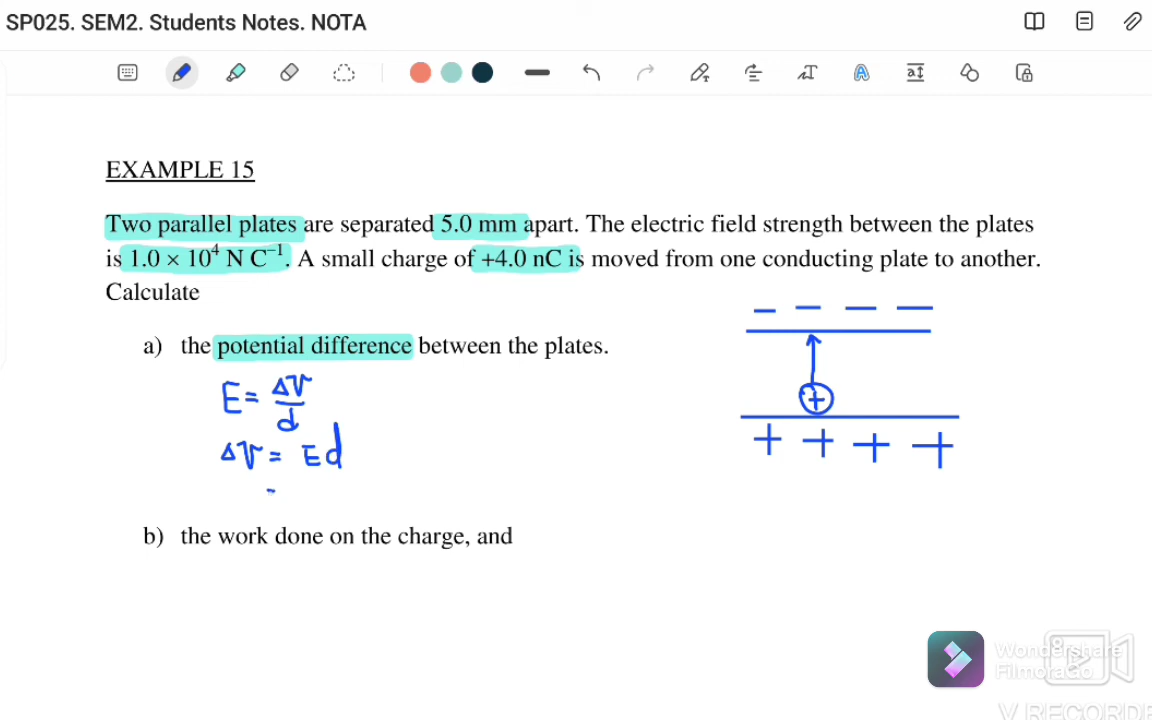 SP025. SEM2. Students Notes. NOTA
EXAMPLE 15
Two parallel plates are separated 5.0 mm apart. The electric field strength between the plates
is 1.0 × 10⁴ N C⁻¹. A small charge of +4.0 nC is moved from one conducting plate to another.
Calculate
a) the potential difference between the plates.
E = ΔV/d
ΔV = Ed
− − − −
+
+ + + +
b) the work done on the charge, and
Wondershare
Filmora
V RECORDE